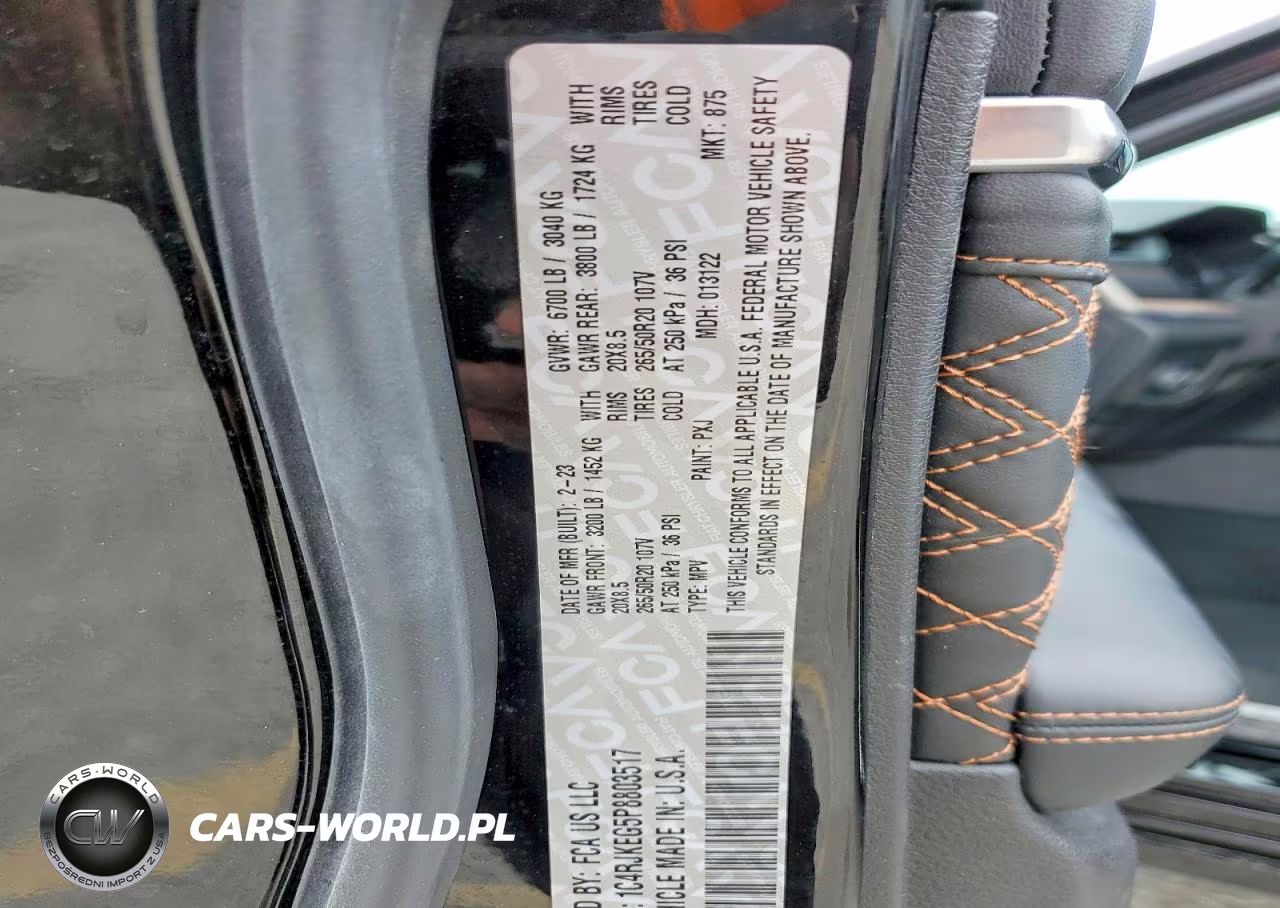 D BY: FCA US LLC
DATE OF MFR (BUILT): 2-23 GVWR: 6700 LB / 3040 KG
GAWR FRONT: 3200 LB / 1452 KG WITH GAWR REAR: 3800 LB / 1724 KG WITH
20X8.5 RIMS 20X8.5 RIMS
265/50R20 107V TIRES 265/50R20 107V TIRES
AT 250 kPa / 36 PSI COLD AT 250 kPa / 36 PSI COLD
: 1C4RJKEG5P8803517
TYPE: MPV PAINT: PXJ MDH: 013122 MKT: 875
HICLE MADE IN: U.S.A.
THIS VEHICLE CONFORMS TO ALL APPLICABLE U.S.A. FEDERAL MOTOR VEHICLE SAFETY
STANDARDS IN EFFECT ON THE DATE OF MANUFACTURE SHOWN ABOVE.
CARS-WORLD
CW
BEZPOŚREDNI IMPORT Z USA
CARS-WORLD.PL